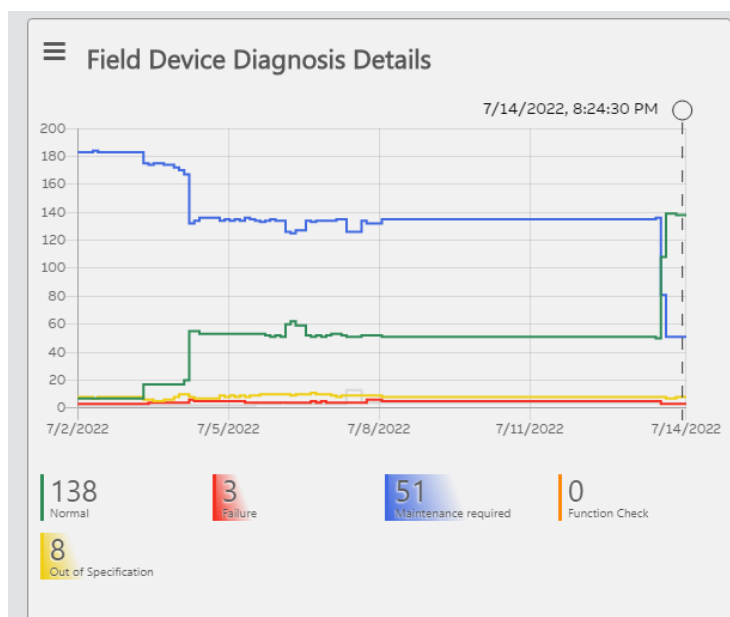 Field Device Diagnosis Details
7/14/2022, 8:24:30 PM
200
180
160
140
120
100
80
60
40
20
0
7/2/2022 7/5/2022 7/8/2022 7/11/2022 7/14/2022
138 3 51 0
Normal Failure Maintenance required Function Check
8
Out of Specification